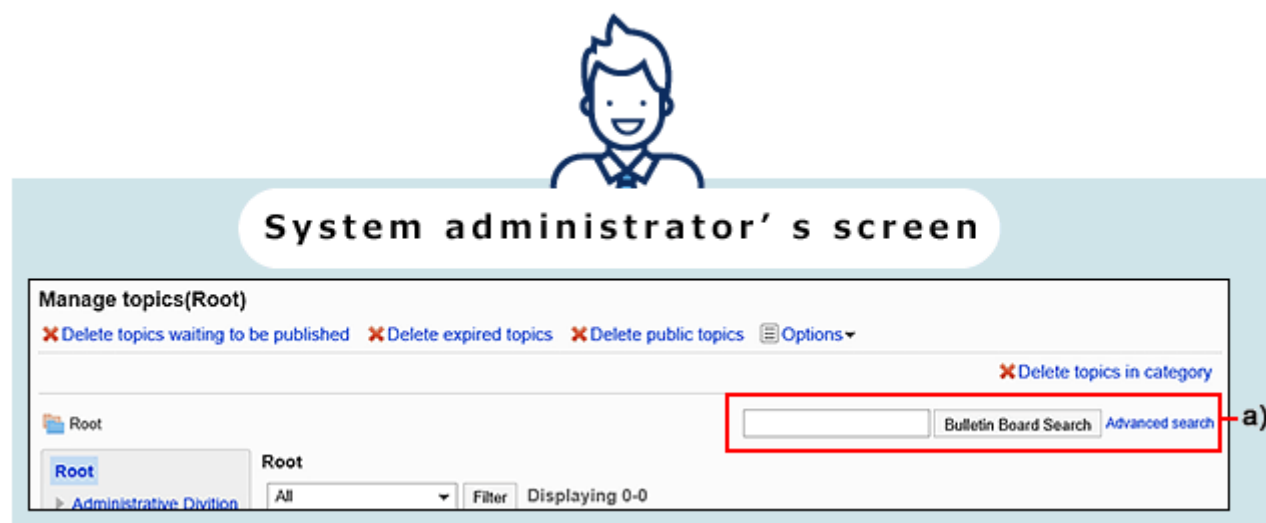 System administrator’s screen
Manage topics(Root)
Delete topics waiting to be published Delete expired topics Delete public topics Options
Delete topics in category
Root Bulletin Board Search Advanced search a)
Root Root
Administrative Divition All Filter Displaying 0-0